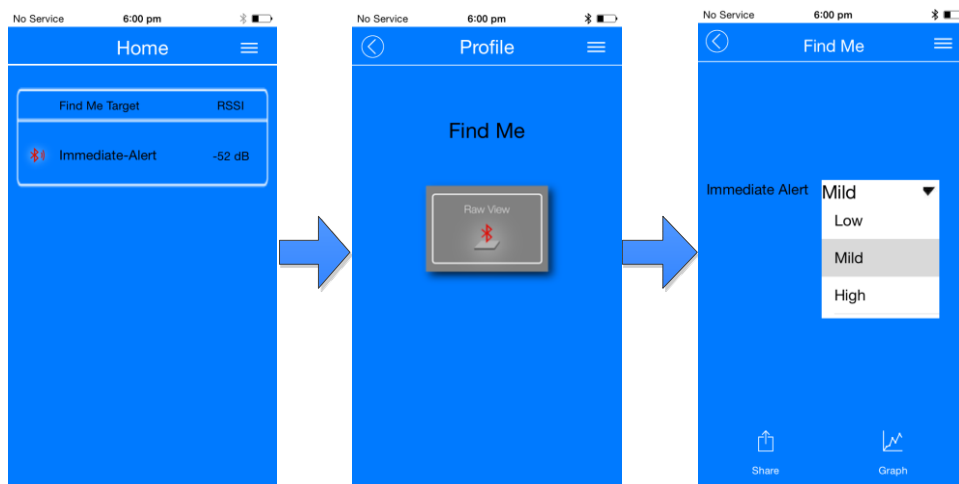 No Service 6:00 pm
Home
Find Me Target RSSI
Immediate-Alert -52 dB
No Service 6:00 pm
Profile
Find Me
Raw View
No Service 6:00 pm
Find Me
Immediate Alert Mild
Low
Mild
High
Share Graph